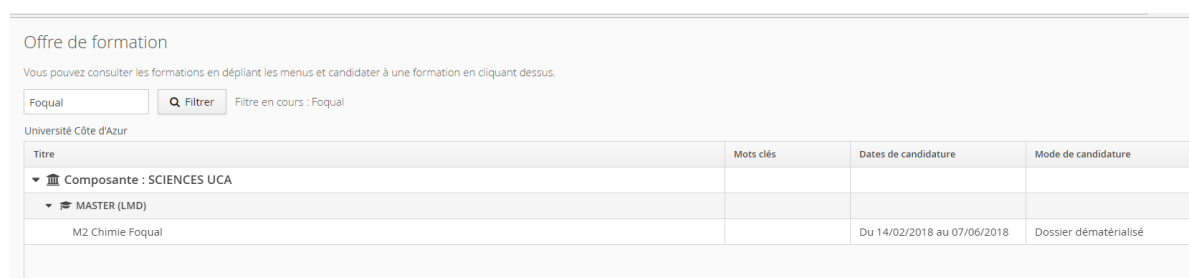 Offre de formation
Vous pouvez consulter les formations en dépliant les menus et candidater à une formation en cliquant dessus.
Foqual Filtrer Filtre en cours : Foqual
Université Côte d'Azur
Titre Mots clés Dates de candidature Mode de candidature
Composante : SCIENCES UCA
MASTER (LMD)
M2 Chimie Foqual Du 14/02/2018 au 07/06/2018 Dossier dématérialisé